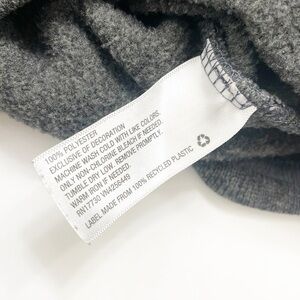 100% POLYESTER
EXCLUSIVE OF DECORATION
MACHINE WASH COLD WITH LIKE COLORS.
ONLY NON-CHLORINE BLEACH IF NEEDED.
TUMBLE DRY LOW. REMOVE PROMPTLY.
WARM IRON IF NEEDED.
RN17730 VN4256449
LABEL MADE FROM 100% RECYCLED PLASTIC